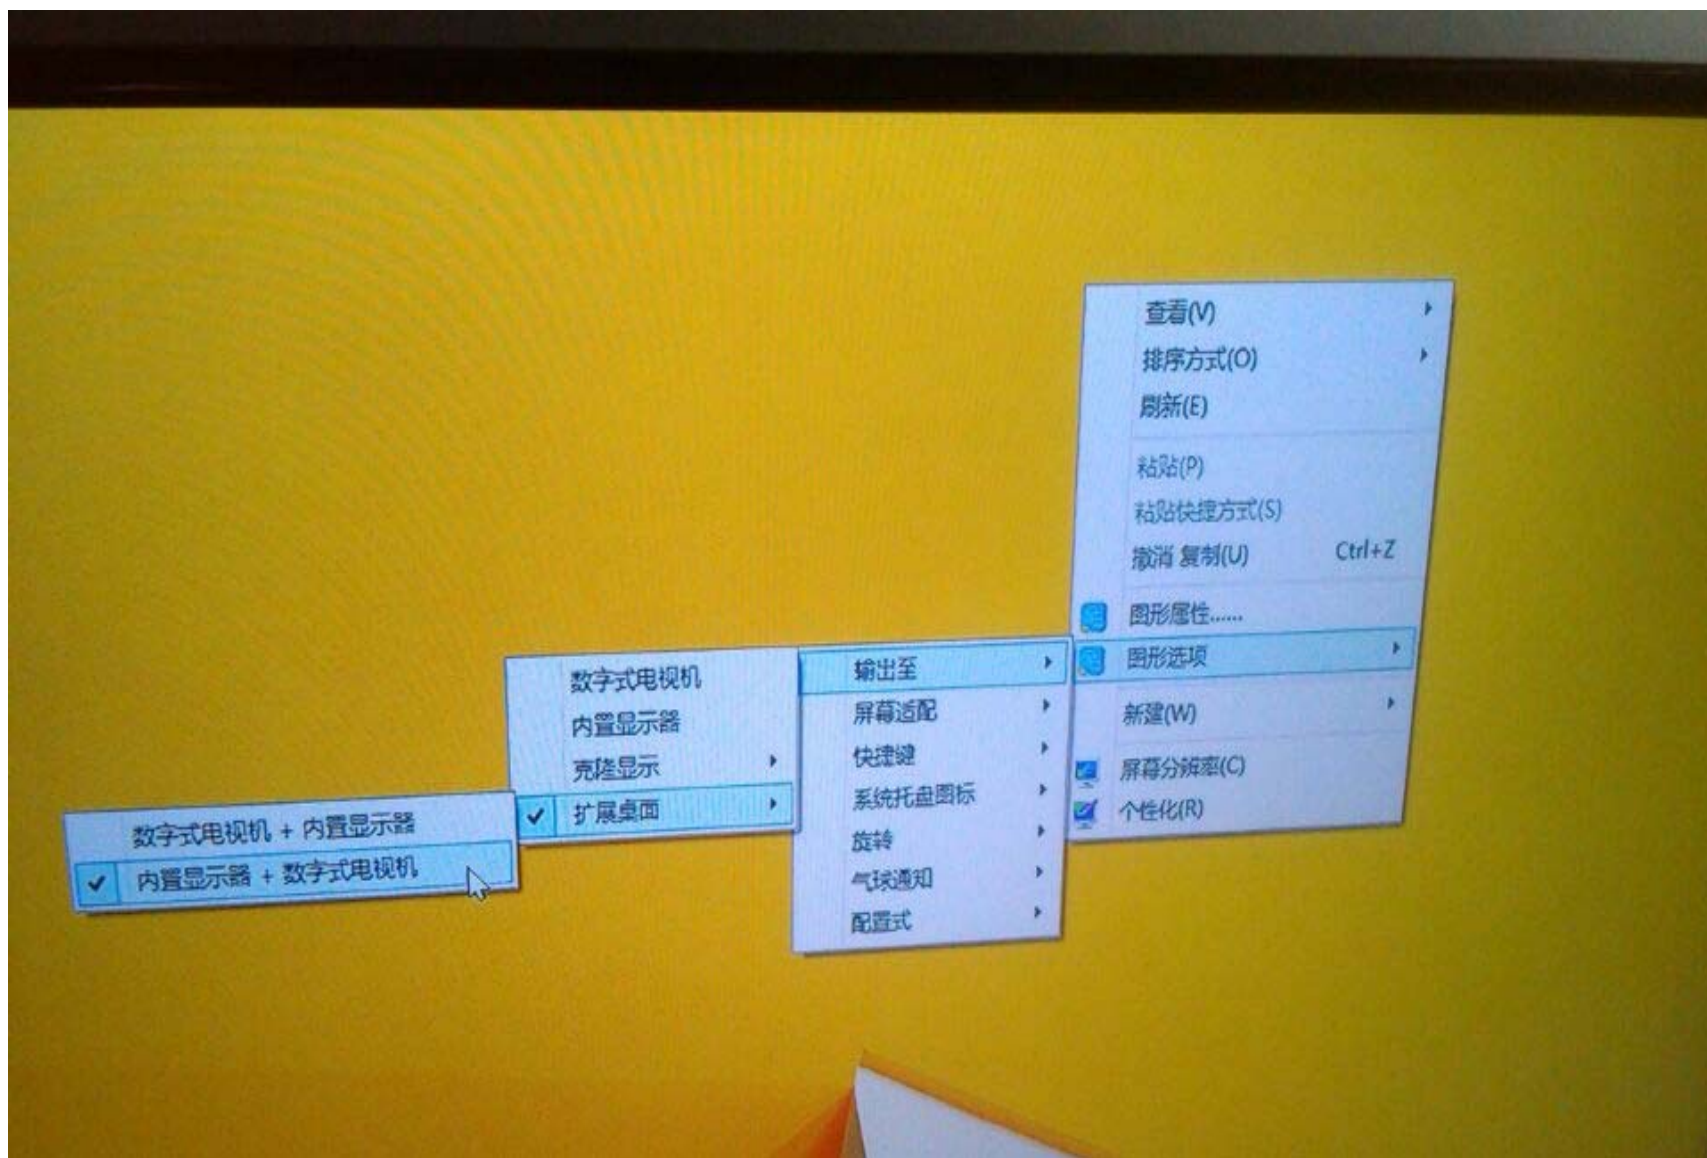 查看(V)
排序方式(O)
刷新(E)
粘贴(P)
粘贴快捷方式(S)
撤消 复制(U) Ctrl+Z
图形属性......
图形选项
新建(W)
屏幕分辨率(C)
个性化(R)
输出至
屏幕适配
快捷键
系统托盘图标
旋转
气球通知
配置式
数字式电视机
内置显示器
克隆显示
扩展桌面
数字式电视机 + 内置显示器
内置显示器 + 数字式电视机